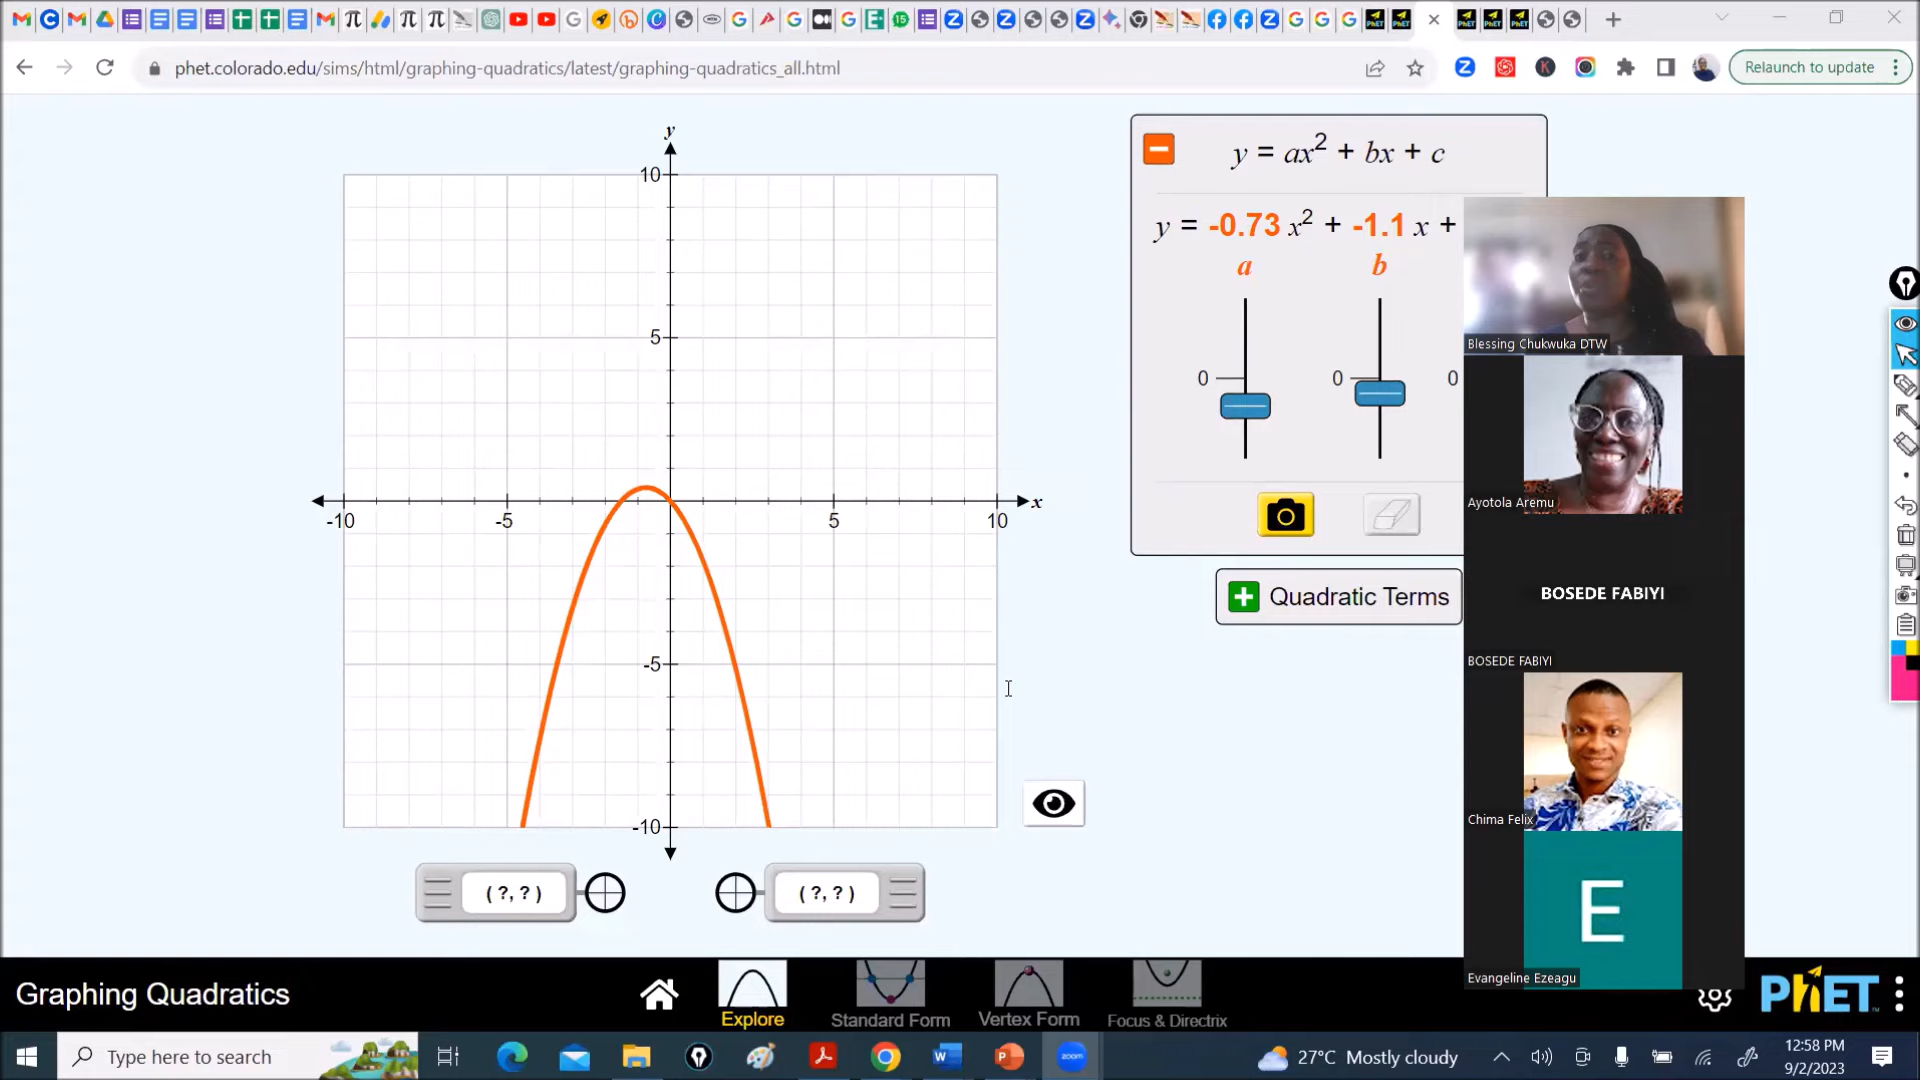 phet.colorado.edu/sims/html/graphing-quadratics/latest/graphing-quadratics_all.html
Relaunch to update
y
10
5
-10
-5
5
10
x
-5
-10
y = ax² + bx + c
y = -0.73 x² + -1.1 x +
a
b
0
0
0
Quadratic Terms
(?, ?)
(?, ?)
Blessing Chukwuka DTW
Ayotola Aremu
BOSEDE FABIYI
BOSEDE FABIYI
Chima Felix
E
Evangeline Ezeagu
Graphing Quadratics
Explore
Standard Form
Vertex Form
Focus & Directrix
PhET
Type here to search
zoom
27°C Mostly cloudy
12:58 PM
9/2/2023